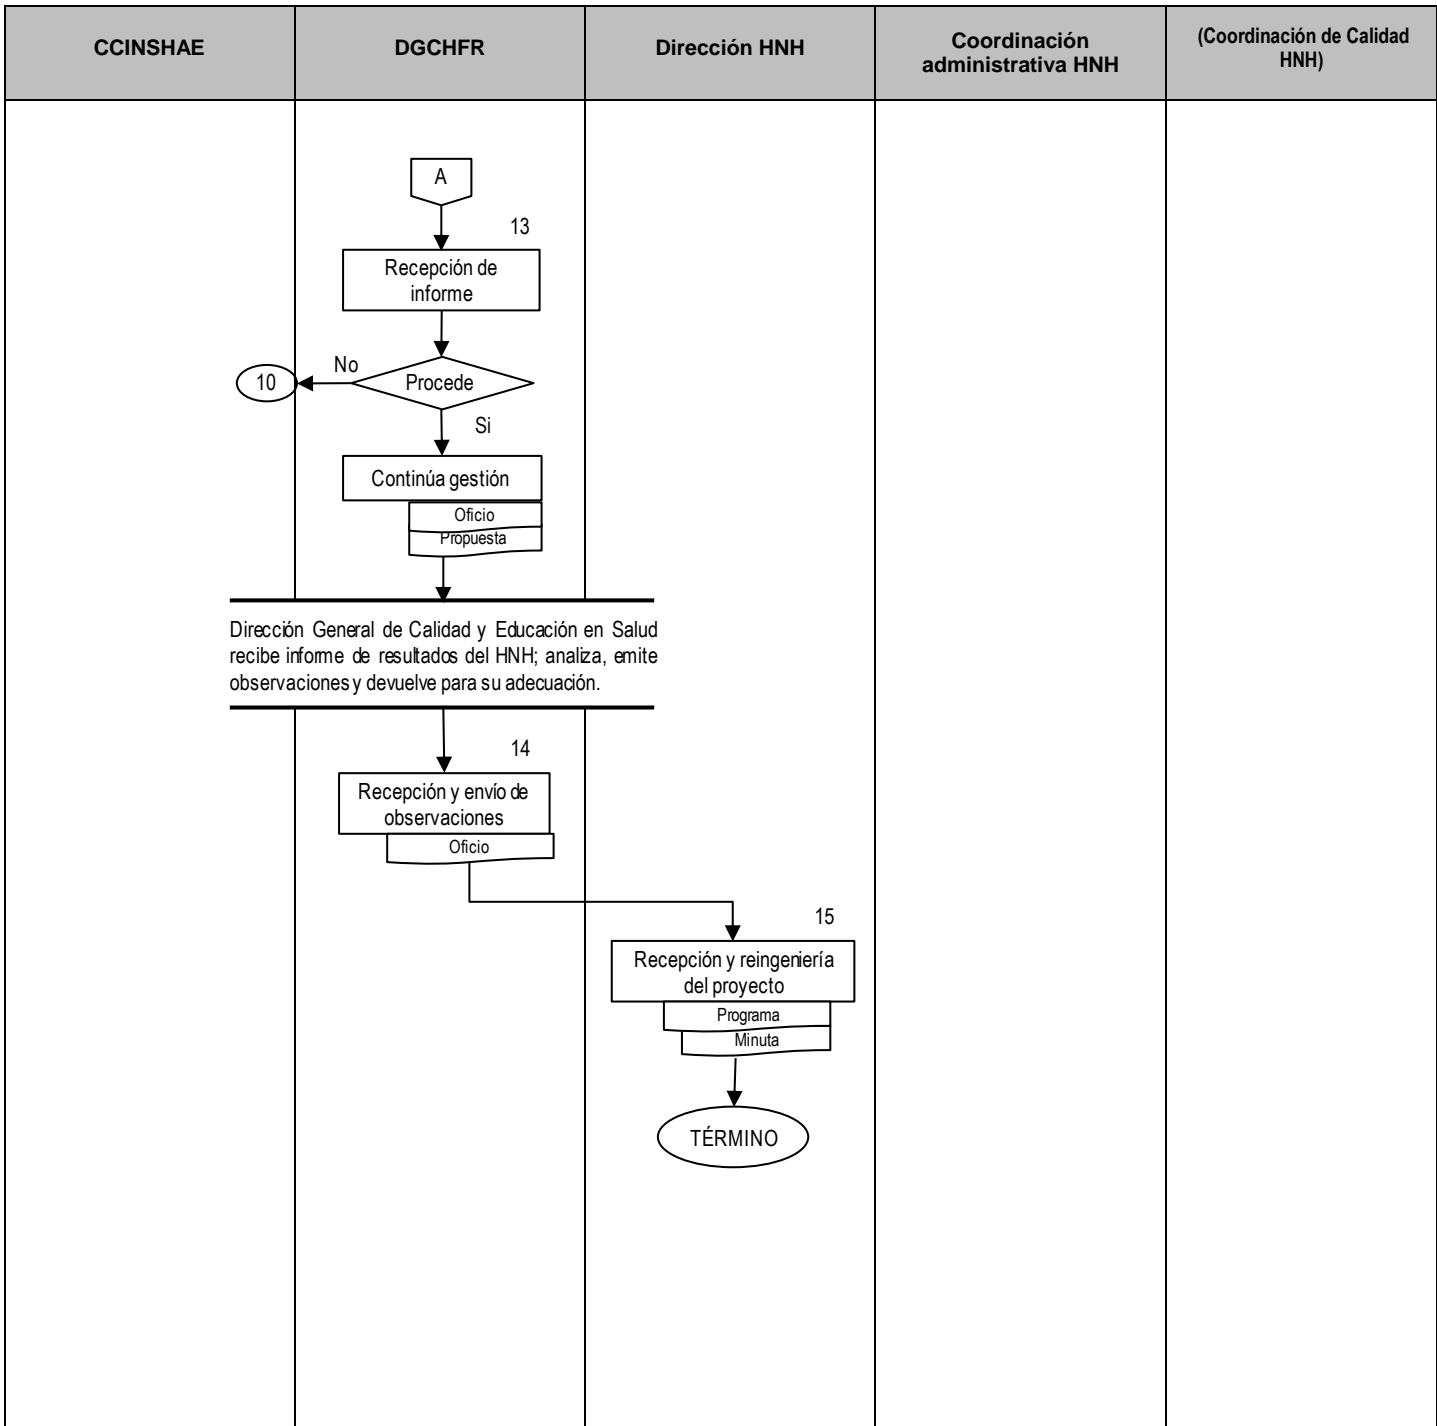 CCINSHAE
DGCHFR
Dirección HNH
Coordinación
administrativa HNH
(Coordinación de Calidad
HNH)
A
13
Recepción de
informe
No
10
Procede
Si
Continúa gestión
Oficio
Propuesta
Dirección General de Calidad y Educación en Salud
recibe informe de resultados del HNH; analiza, emite
observaciones y devuelve para su adecuación.
14
Recepción y envío de
observaciones
Oficio
15
Recepción y reingeniería
del proyecto
Programa
Minuta
TÉRMINO